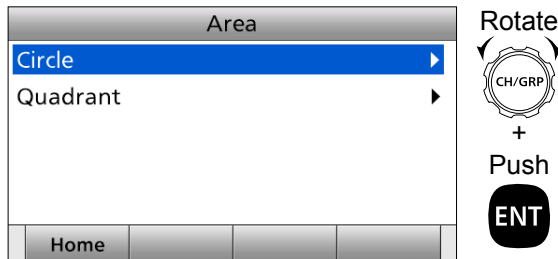 Area
Circle
Quadrant
Home
Rotate
CH/GRP
+
Push
ENT